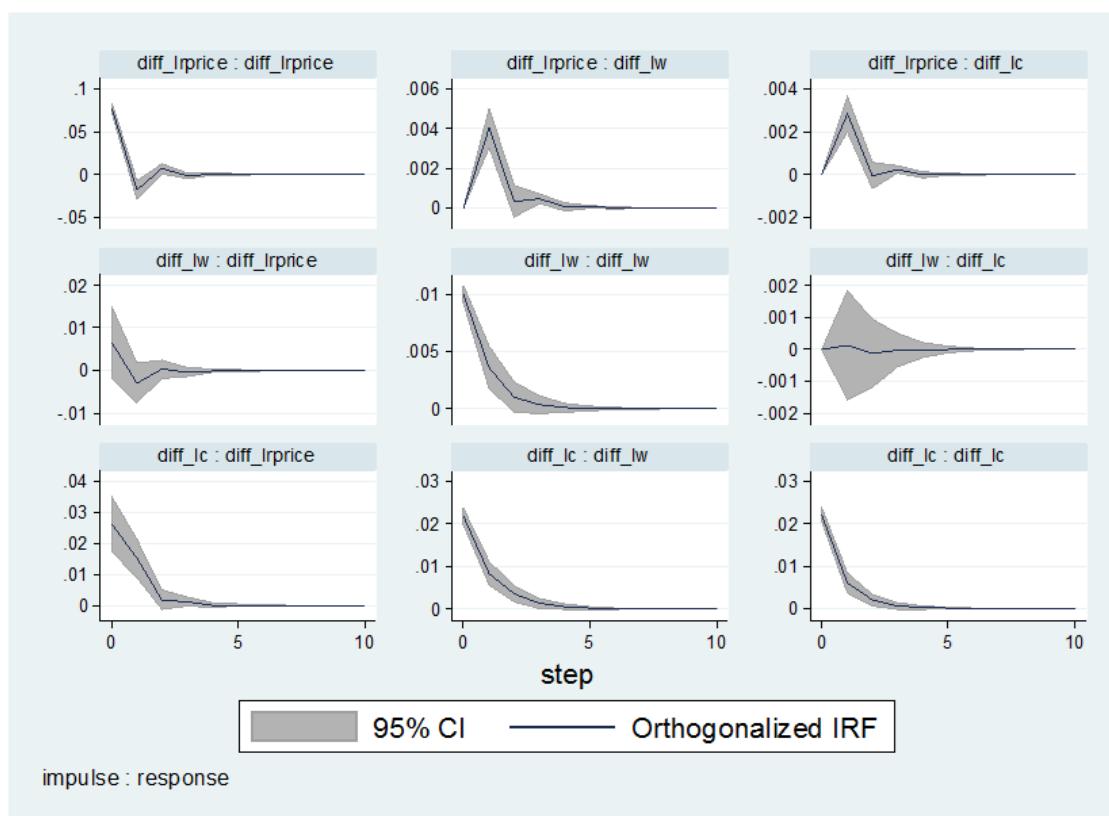 diff_lrprice : diff_lrprice
diff_lrprice : diff_lw
diff_lrprice : diff_lc
.1
.05
0
-.05
.006
.004
.002
0
.004
.002
0
-.002
diff_lw : diff_lrprice
diff_lw : diff_lw
diff_lw : diff_lc
.02
.01
0
-.01
.01
.005
0
.002
.001
0
-.001
-.002
diff_lc : diff_lrprice
diff_lc : diff_lw
diff_lc : diff_lc
.04
.03
.02
.01
0
.03
.02
.01
0
.03
.02
.01
0
0 5 10
0 5 10
0 5 10
step
95% CI
Orthogonalized IRF
impulse : response